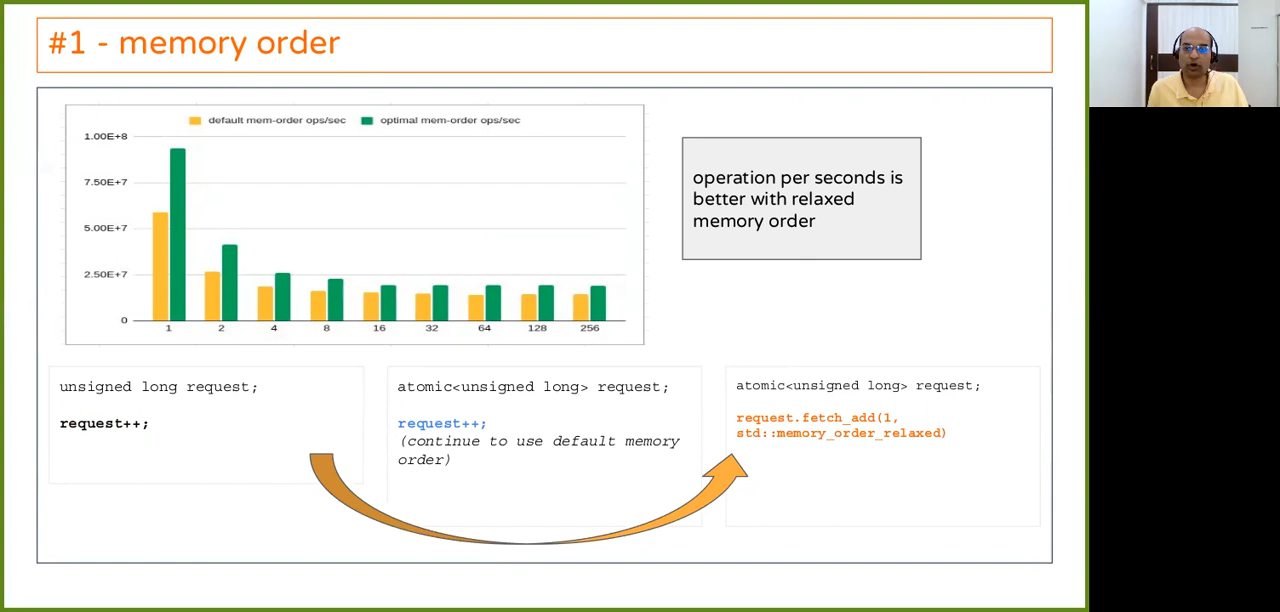 #1 - memory order
default mem-order ops/sec
optimal mem-order ops/sec
1.00E+8
7.50E+7
5.00E+7
2.50E+7
0
1 2 4 8 16 32 64 128 256
operation per seconds is
better with relaxed
memory order
unsigned long request;
request++;
atomic<unsigned long> request;
request++;
(continue to use default memory
order)
atomic<unsigned long> request;
request.fetch_add(1,
std::memory_order_relaxed)